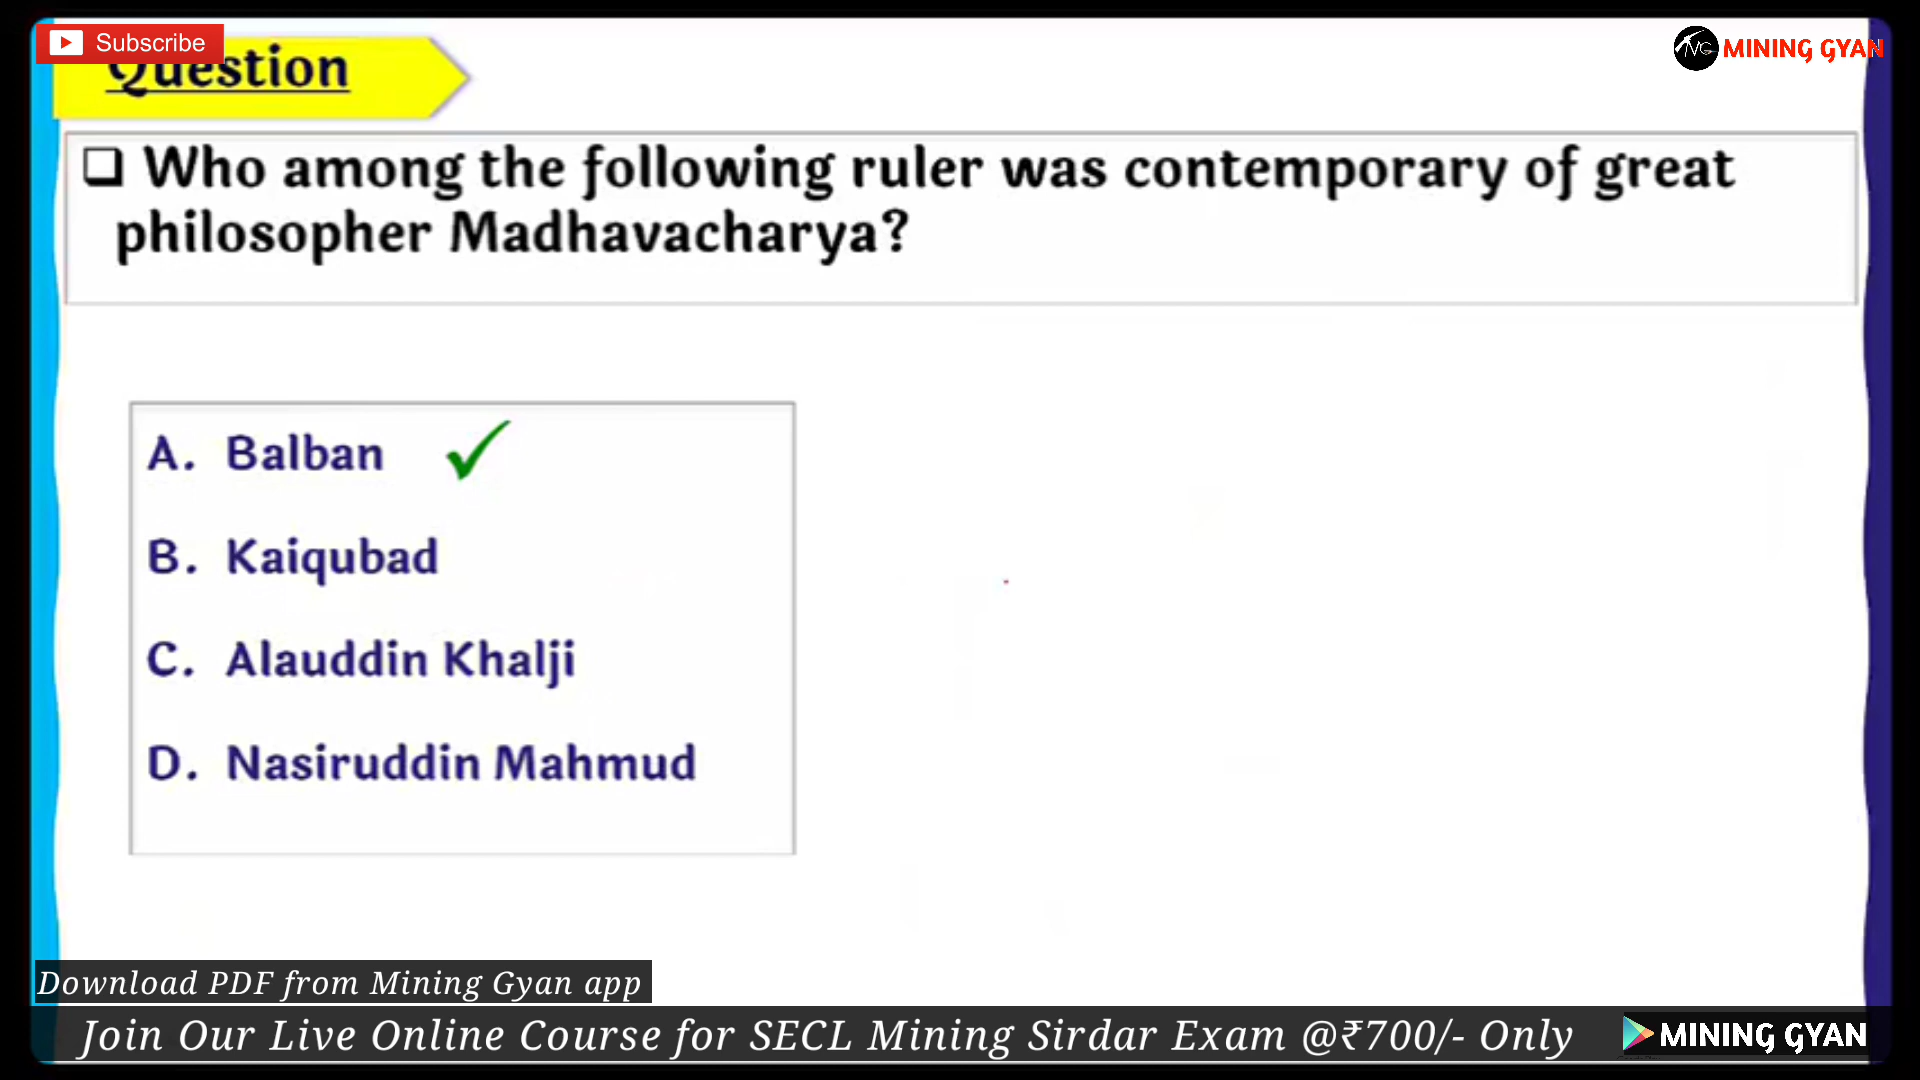 Subscribe
MINING GYAN
Question
❑ Who among the following ruler was contemporary of great
philosopher Madhavacharya?
A. Balban ✓
B. Kaiqubad
C. Alauddin Khalji
D. Nasiruddin Mahmud
Download PDF from Mining Gyan app
Join Our Live Online Course for SECL Mining Sirdar Exam @₹700/- Only
MINING GYAN